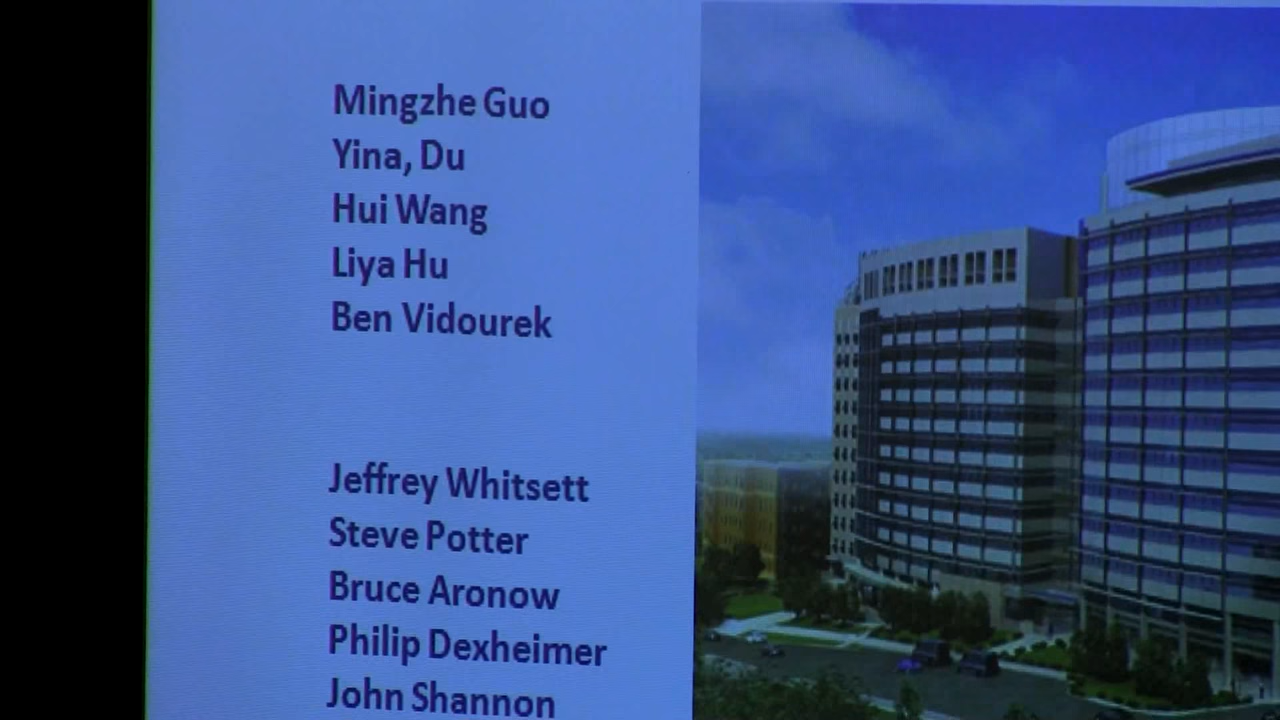 Mingzhe Guo
Yina, Du
Hui Wang
Liya Hu
Ben Vidourek
Jeffrey Whitsett
Steve Potter
Bruce Aronow
Philip Dexheimer
John Shannon